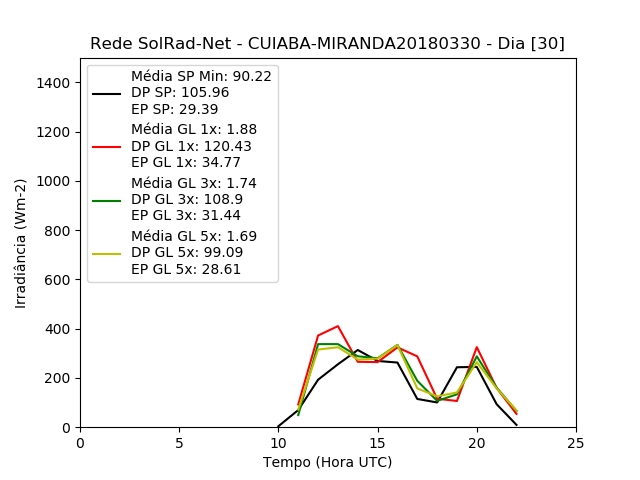 Rede SolRad-Net - CUIABA-MIRANDA20180330 - Dia [30]
Média SP Min: 90.22
DP SP: 105.96
EP SP: 29.39
Média GL 1x: 1.88
DP GL 1x: 120.43
EP GL 1x: 34.77
Média GL 3x: 1.74
DP GL 3x: 108.9
EP GL 3x: 31.44
Média GL 5x: 1.69
DP GL 5x: 99.09
EP GL 5x: 28.61
1400
1200
1000
800
600
400
200
0
Irradiância (Wm-2)
0 5 10 15 20 25
Tempo (Hora UTC)